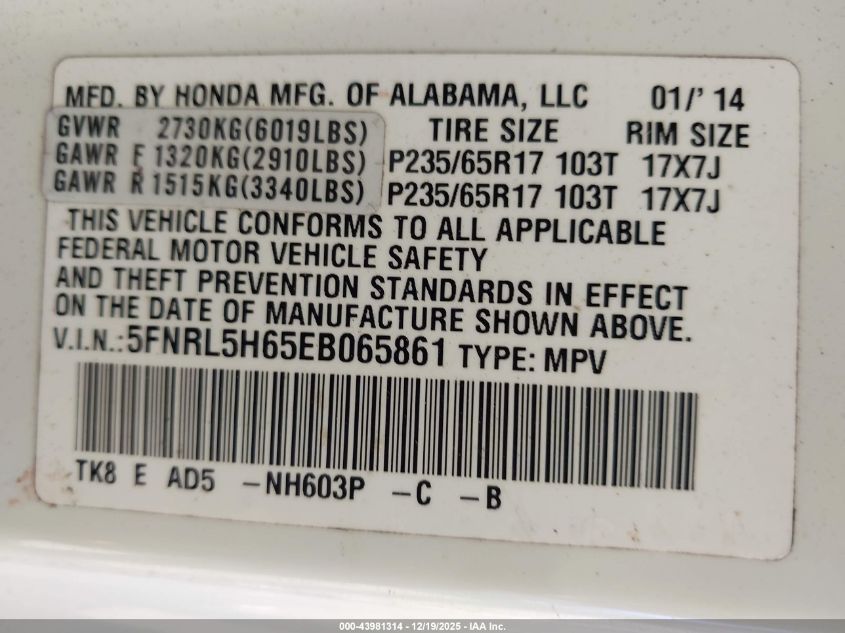 MFD. BY HONDA MFG. OF ALABAMA, LLC 01/' 14
GVWR 2730KG(6019LBS) TIRE SIZE RIM SIZE
GAWR F 1320KG(2910LBS) P235/65R17 103T 17X7J
GAWR R 1515KG(3340LBS) P235/65R17 103T 17X7J
THIS VEHICLE CONFORMS TO ALL APPLICABLE
FEDERAL MOTOR VEHICLE SAFETY
AND THEFT PREVENTION STANDARDS IN EFFECT
ON THE DATE OF MANUFACTURE SHOWN ABOVE.
V.I.N.:5FNRL5H65EB065861 TYPE: MPV
TK8 E AD5 -NH603P -C -B
000-43981314 - 12/19/2025 - IAA Inc.